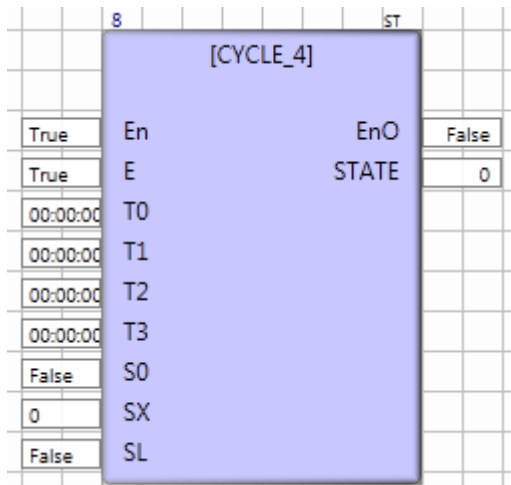 8 ST
[CYCLE_4]
True En EnO False
True E STATE 0
00:00:00 T0
00:00:00 T1
00:00:00 T2
00:00:00 T3
False S0
0 SX
False SL